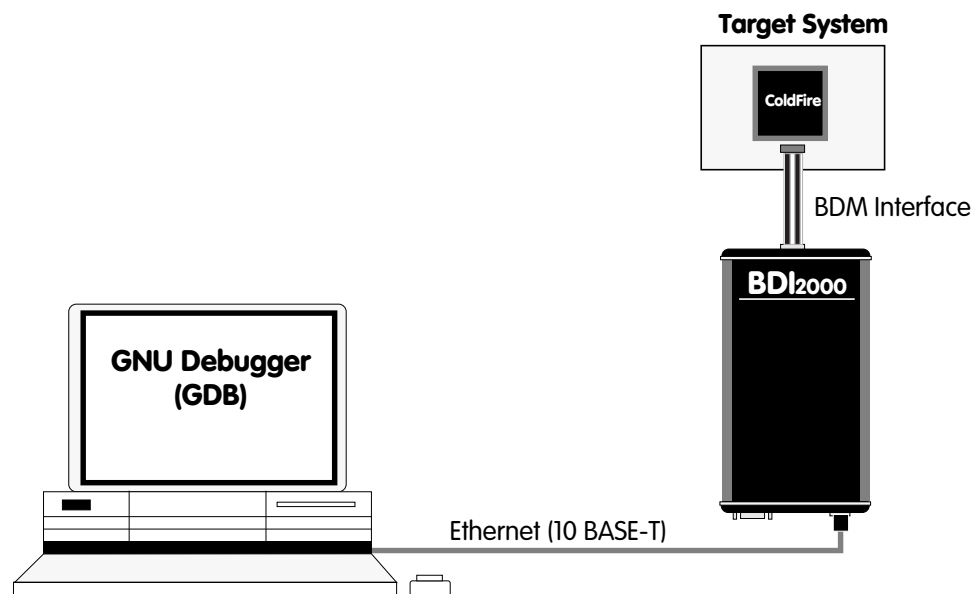 Target System
ColdFire
BDM Interface
BDI2000
GNU Debugger
(GDB)
Ethernet (10 BASE-T)